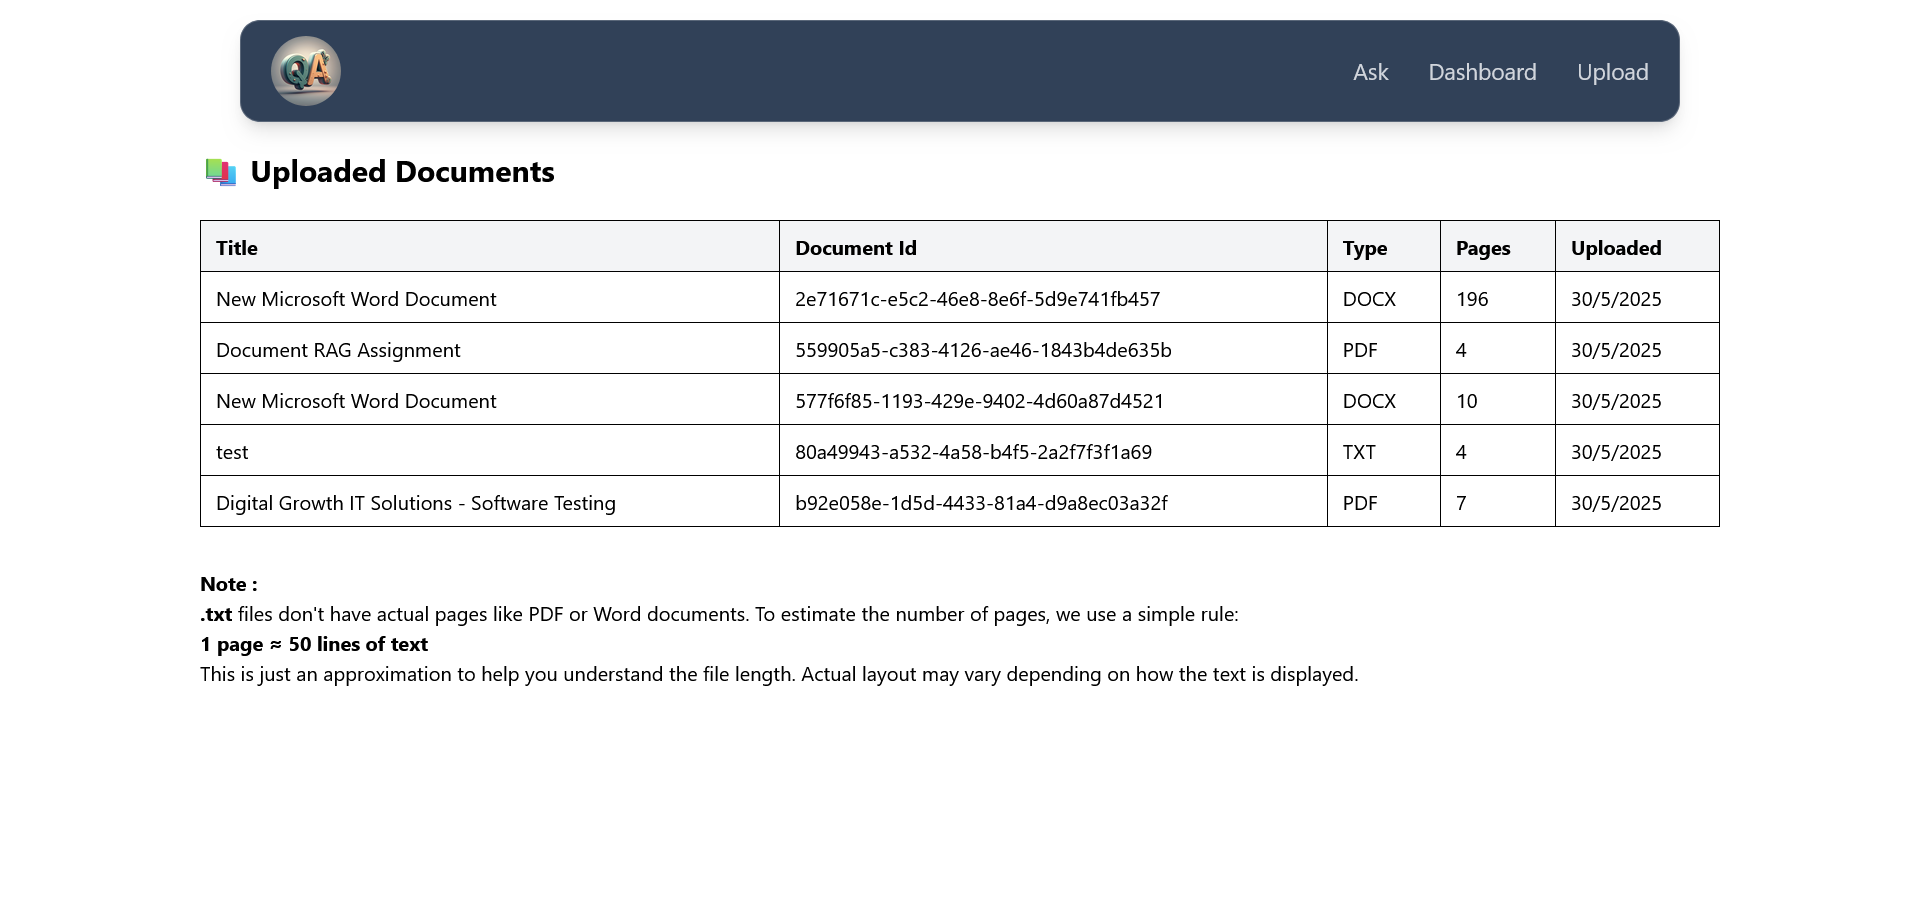 QA
Ask Dashboard Upload
Uploaded Documents
Title Document Id Type Pages Uploaded
New Microsoft Word Document 2e71671c-e5c2-46e8-8e6f-5d9e741fb457 DOCX 196 30/5/2025
Document RAG Assignment 559905a5-c383-4126-ae46-1843b4de635b PDF 4 30/5/2025
New Microsoft Word Document 577f6f85-1193-429e-9402-4d60a87d4521 DOCX 10 30/5/2025
test 80a49943-a532-4a58-b4f5-2a2f7f3f1a69 TXT 4 30/5/2025
Digital Growth IT Solutions - Software Testing b92e058e-1d5d-4433-81a4-d9a8ec03a32f PDF 7 30/5/2025
Note :
.txt files don't have actual pages like PDF or Word documents. To estimate the number of pages, we use a simple rule:
1 page ≈ 50 lines of text
This is just an approximation to help you understand the file length. Actual layout may vary depending on how the text is displayed.